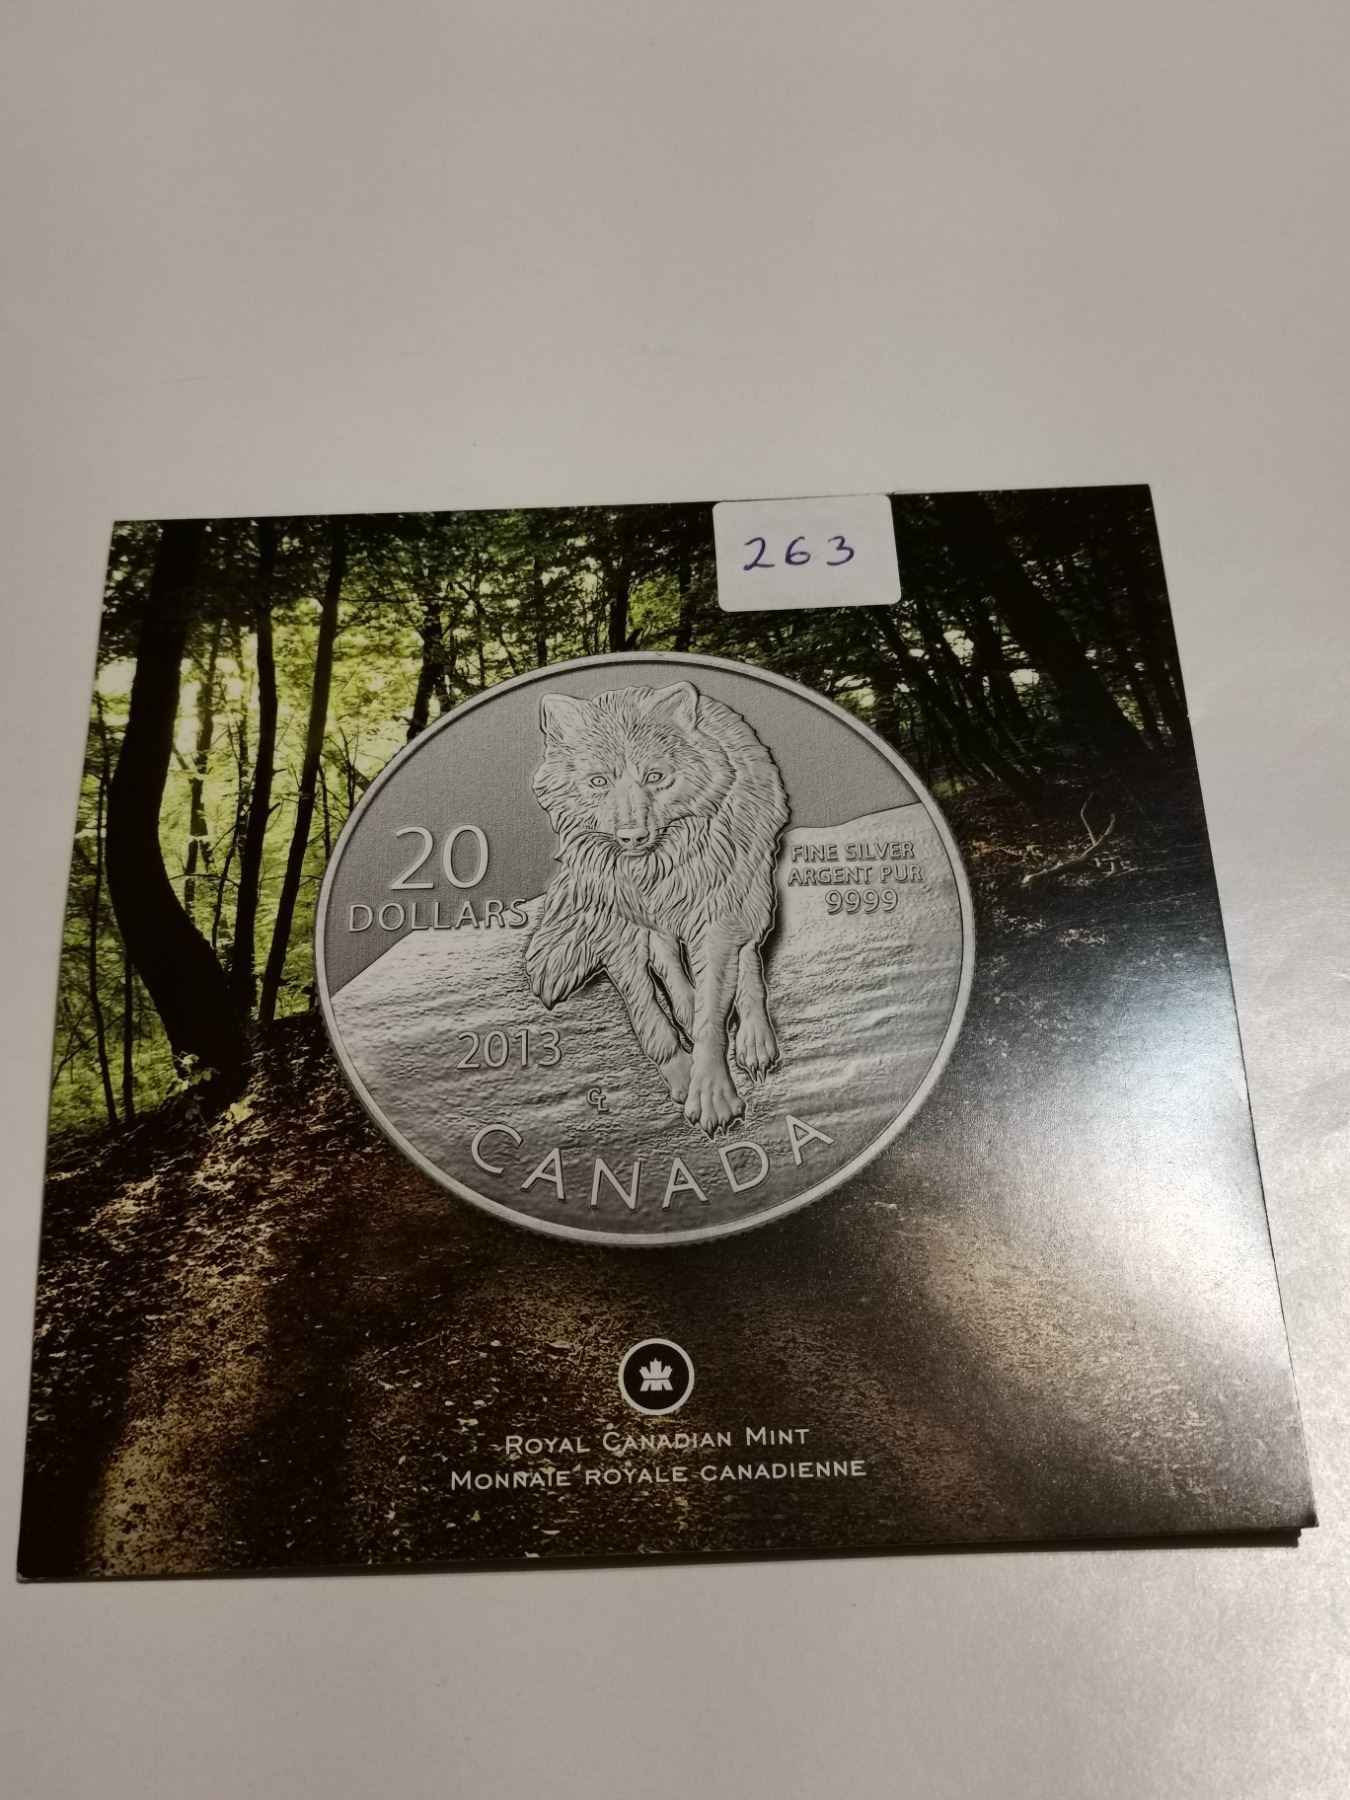 263
20
DOLLARS
FINE SILVER
ARGENT PUR
9999
2013
CANADA
ROYAL CANADIAN MINT
MONNAIE ROYALE CANADIENNE